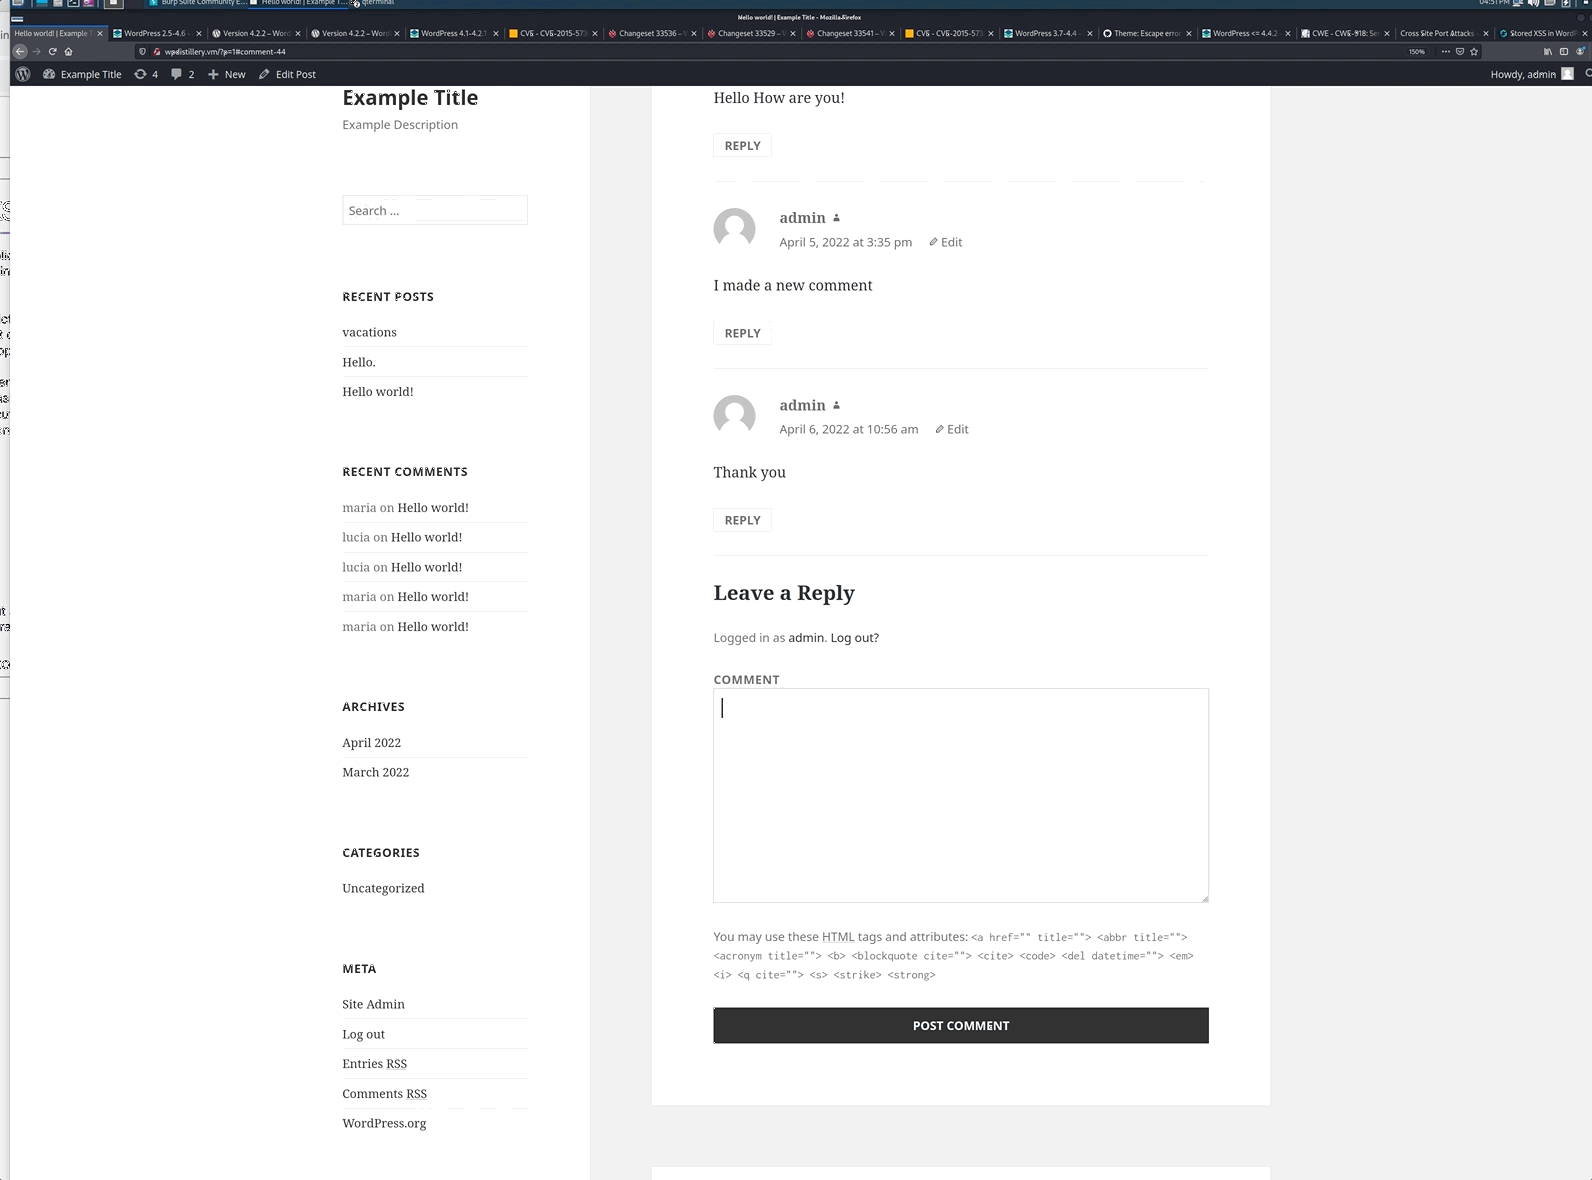 Burp Suite Community E...
Hello world! | Example T...
qterminal
04:51PM
Hello world! | Example Title - Mozilla Firefox
Hello world! | Example T
WordPress 2.5-4.6 -
Version 4.2.2 – Word
Version 4.2.2 – Word
WordPress 4.1-4.2.1
CVE - CVE-2015-573
Changeset 33536 –
Changeset 33529 –
Changeset 33541 –
CVE - CVE-2015-573
WordPress 3.7-4.4 -
Theme: Escape error
WordPress <= 4.4.2
CWE - CWE-918: Se
Cross Site Port Attacks -
Stored XSS in WordP
wpdistillery.vm/?p=1#comment-44
150%
Example Title
4
2
New
Edit Post
Howdy, admin
Example Title
Example Description
Search ...
RECENT POSTS
vacations
Hello.
Hello world!
RECENT COMMENTS
maria on Hello world!
lucia on Hello world!
lucia on Hello world!
maria on Hello world!
maria on Hello world!
ARCHIVES
April 2022
March 2022
CATEGORIES
Uncategorized
META
Site Admin
Log out
Entries RSS
Comments RSS
WordPress.org
Hello How are you!
REPLY
admin
April 5, 2022 at 3:35 pm
Edit
I made a new comment
REPLY
admin
April 6, 2022 at 10:56 am
Edit
Thank you
REPLY
Leave a Reply
Logged in as admin. Log out?
COMMENT
You may use these HTML tags and attributes: <a href="" title=""> <abbr title="">
<acronym title=""> <b> <blockquote cite=""> <cite> <code> <del datetime=""> <em>
<i> <q cite=""> <s> <strike> <strong>
POST COMMENT